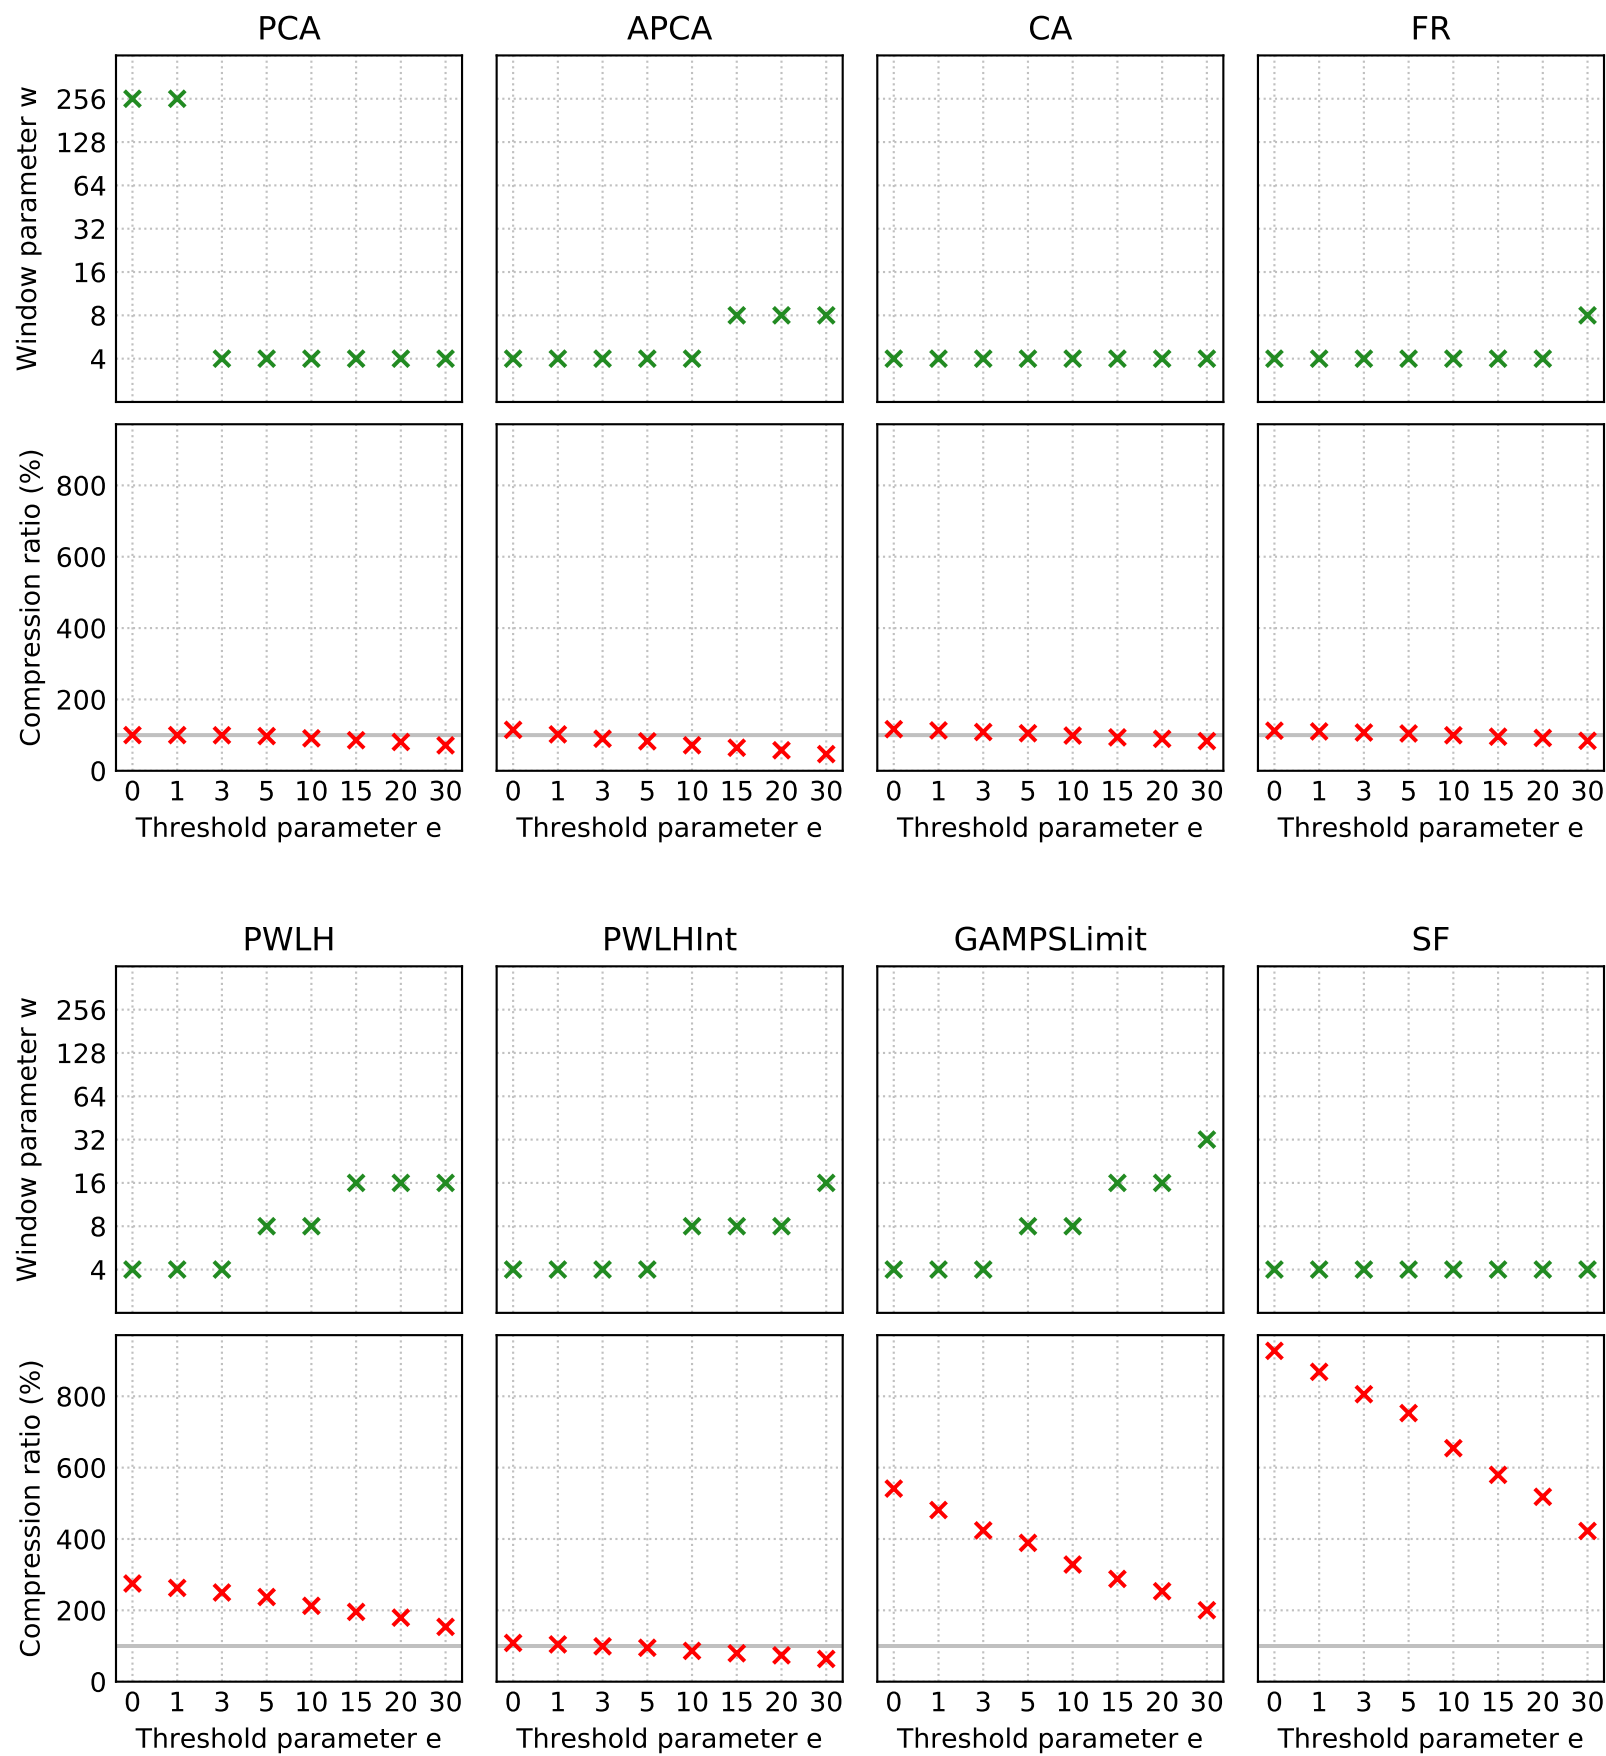 PCA APCA CA FR
Window parameter w
256
128
64
32
16
8
4
Compression ratio (%)
800
600
400
200
0
0 1 3 5 10 15 20 30 0 1 3 5 10 15 20 30 0 1 3 5 10 15 20 30 0 1 3 5 10 15 20 30
Threshold parameter e Threshold parameter e Threshold parameter e Threshold parameter e
PWLH PWLHInt GAMPSLimit SF
Window parameter w
256
128
64
32
16
8
4
Compression ratio (%)
800
600
400
200
0
0 1 3 5 10 15 20 30 0 1 3 5 10 15 20 30 0 1 3 5 10 15 20 30 0 1 3 5 10 15 20 30
Threshold parameter e Threshold parameter e Threshold parameter e Threshold parameter e